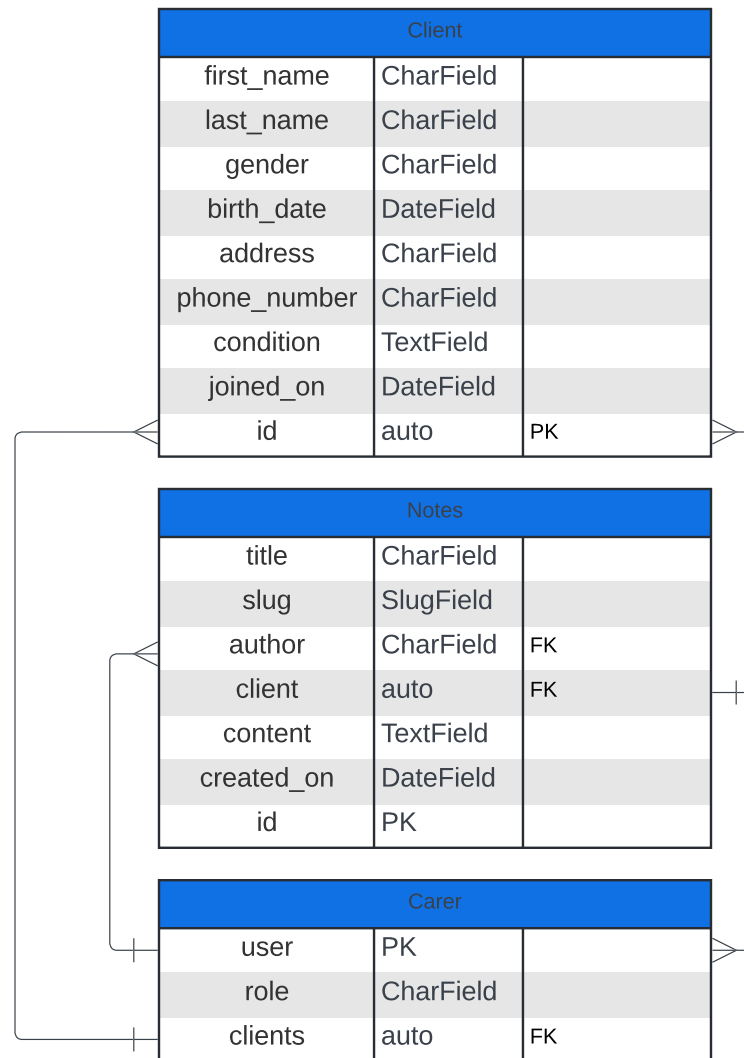 Client
first_name CharField
last_name CharField
gender CharField
birth_date DateField
address CharField
phone_number CharField
condition TextField
joined_on DateField
id auto PK
Notes
title CharField
slug SlugField
author CharField FK
client auto FK
content TextField
created_on DateField
id PK
Carer
user PK
role CharField
clients auto FK